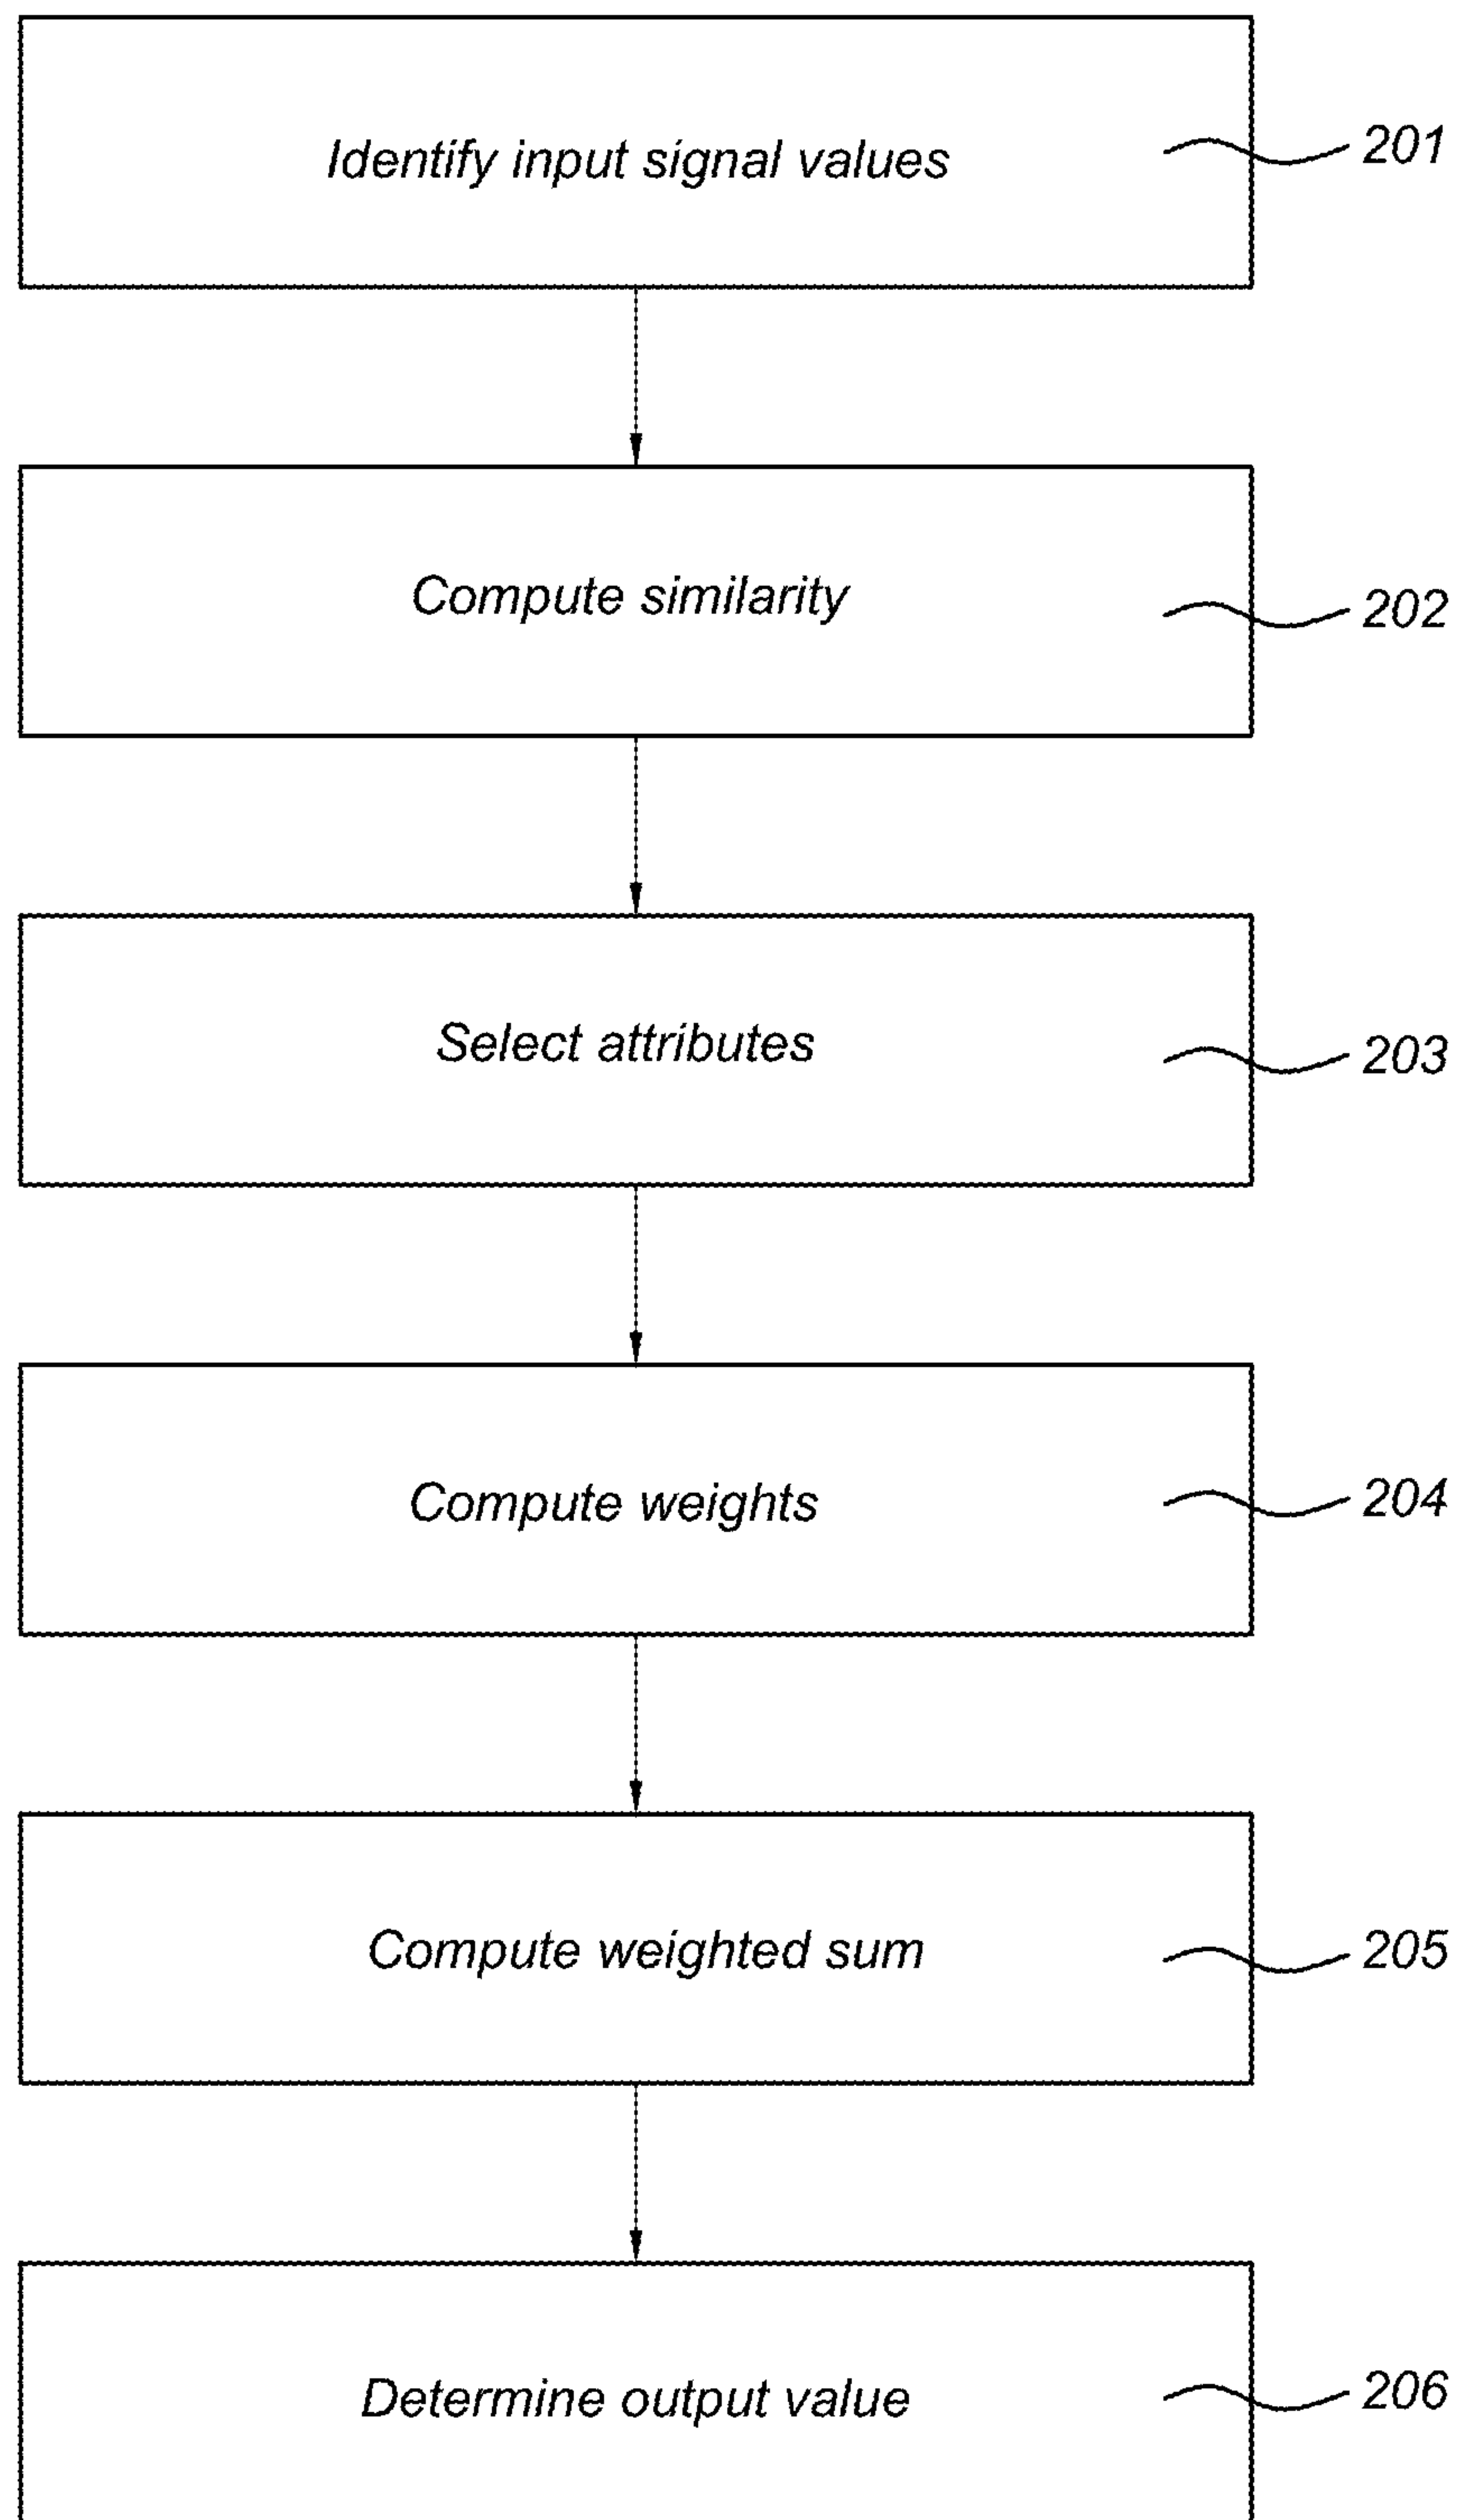 Identify input signal values
201
Compute similarity
202
Select attributes
203
Compute weights
204
Compute weighted sum
205
Determine output value
206